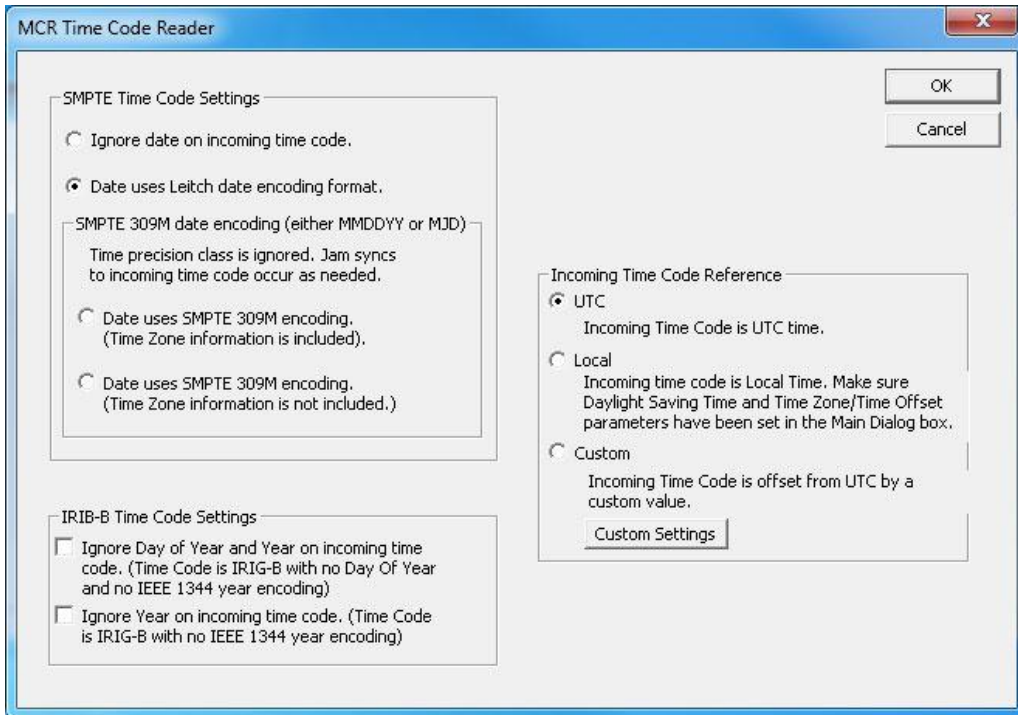 MCR Time Code Reader
OK
Cancel
SMPTE Time Code Settings
Ignore date on incoming time code.
Date uses Leitch date encoding format.
SMPTE 309M date encoding (either MMDDYY or MJD)
Time precision class is ignored. Jam syncs
to incoming time code occur as needed.
Date uses SMPTE 309M encoding.
(Time Zone information is included).
Date uses SMPTE 309M encoding.
(Time Zone information is not included.)
IRIB-B Time Code Settings
Ignore Day of Year and Year on incoming time
code. (Time Code is IRIG-B with no Day Of Year
and no IEEE 1344 year encoding)
Ignore Year on incoming time code. (Time Code
is IRIG-B with no IEEE 1344 year encoding)
Incoming Time Code Reference
UTC
Incoming Time Code is UTC time.
Local
Incoming time code is Local Time. Make sure
Daylight Saving Time and Time Zone/Time Offset
parameters have been set in the Main Dialog box.
Custom
Incoming Time Code is offset from UTC by a
custom value.
Custom Settings